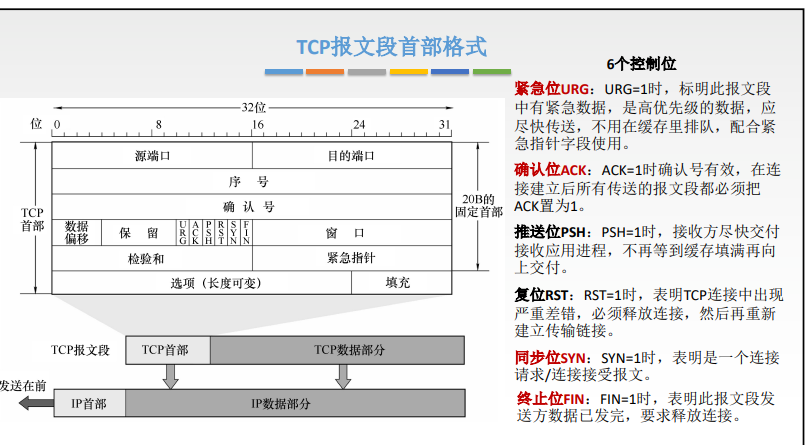 TCP报文段首部格式
32位
位 0 8 16 24 31
TCP
首部
源端口 目的端口
序 号
确 认 号
数据
偏移
保 留
URG ACK PSH RST SYN FIN
窗 口
检验和 紧急指针
选项（长度可变） 填充
20B的
固定首部
TCP报文段 TCP首部 TCP数据部分
发送在前
IP首部 IP数据部分
6个控制位
紧急位URG：URG=1时，标明此报文段
中有紧急数据，是高优先级的数据，应
尽快传送，不用在缓存里排队，配合紧
急指针字段使用。
确认位ACK：ACK=1时确认号有效，在连
接建立后所有传送的报文段都必须把
ACK置为1。
推送位PSH：PSH=1时，接收方尽快交付
接收应用进程，不再等到缓存填满再向
上交付。
复位RST：RST=1时，表明TCP连接中出现
严重差错，必须释放连接，然后再重新
建立传输链接。
同步位SYN：SYN=1时，表明是一个连接
请求/连接接受报文。
终止位FIN：FIN=1时，表明此报文段发
送方数据已发完，要求释放连接。